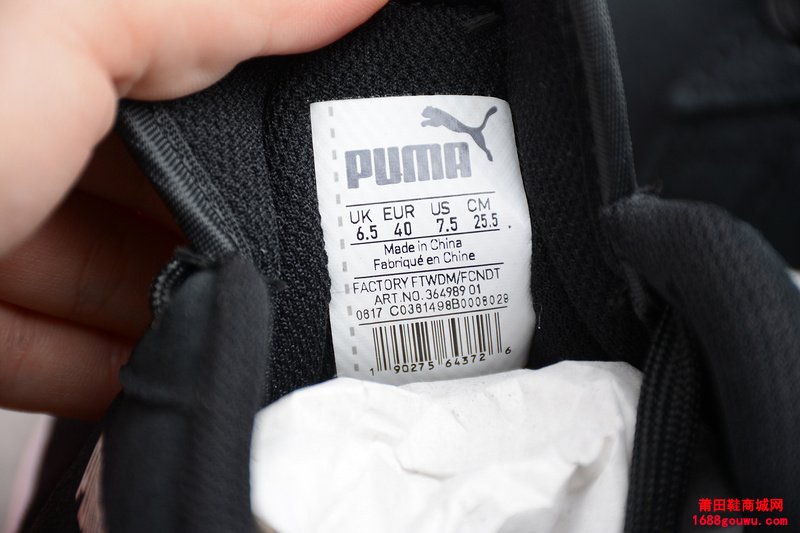 PUMA
UK EUR US CM
6.5 40 7.5 25.5
Made in China
Fabriqué en Chine
FACTORY FTWDM/FCNDT
ART.NO. 364989 01
0817 C0381498B0008029
1 90275 64372 6
莆田鞋商城网
1688gouwu.com